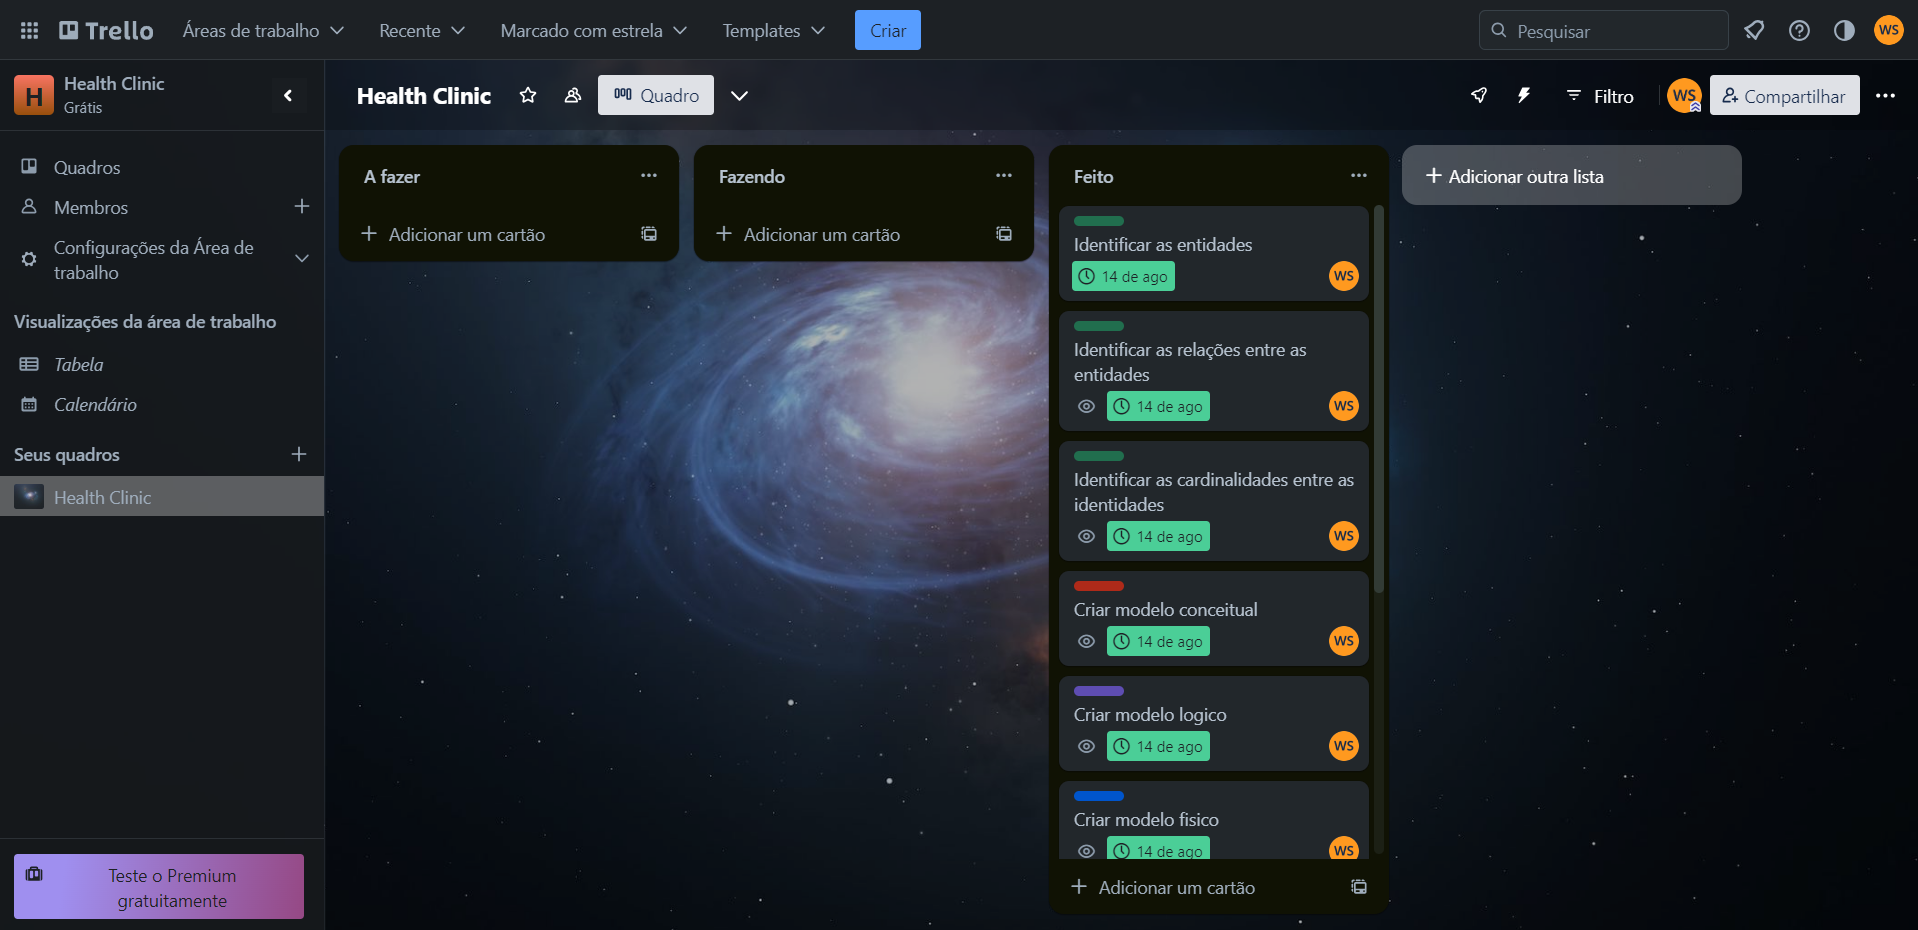 Trello
Áreas de trabalho
Recente
Marcado com estrela
Templates
Criar
Pesquisar
WS
H
Health Clinic
Grátis
Health Clinic
Quadro
Filtro
WS
Compartilhar
Quadros
Membros
Configurações da Área de
trabalho
Visualizações da área de trabalho
Tabela
Calendário
Seus quadros
Health Clinic
Teste o Premium
gratuitamente
A fazer
Adicionar um cartão
Fazendo
Adicionar um cartão
Feito
Identificar as entidades
14 de ago
WS
Identificar as relações entre as
entidades
14 de ago
WS
Identificar as cardinalidades entre as
identidades
14 de ago
WS
Criar modelo conceitual
14 de ago
WS
Criar modelo logico
14 de ago
WS
Criar modelo fisico
14 de ago
WS
Adicionar um cartão
Adicionar outra lista